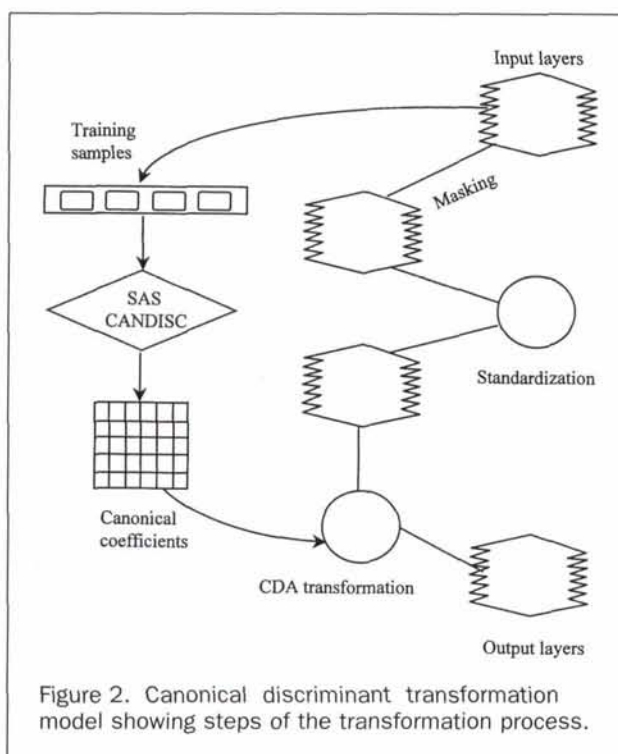 Input layers
Training
samples
Masking
SAS
CANDISC
Standardization
Canonical
coefficients
CDA transformation
Output layers
Figure 2. Canonical discriminant transformation
model showing steps of the transformation process.